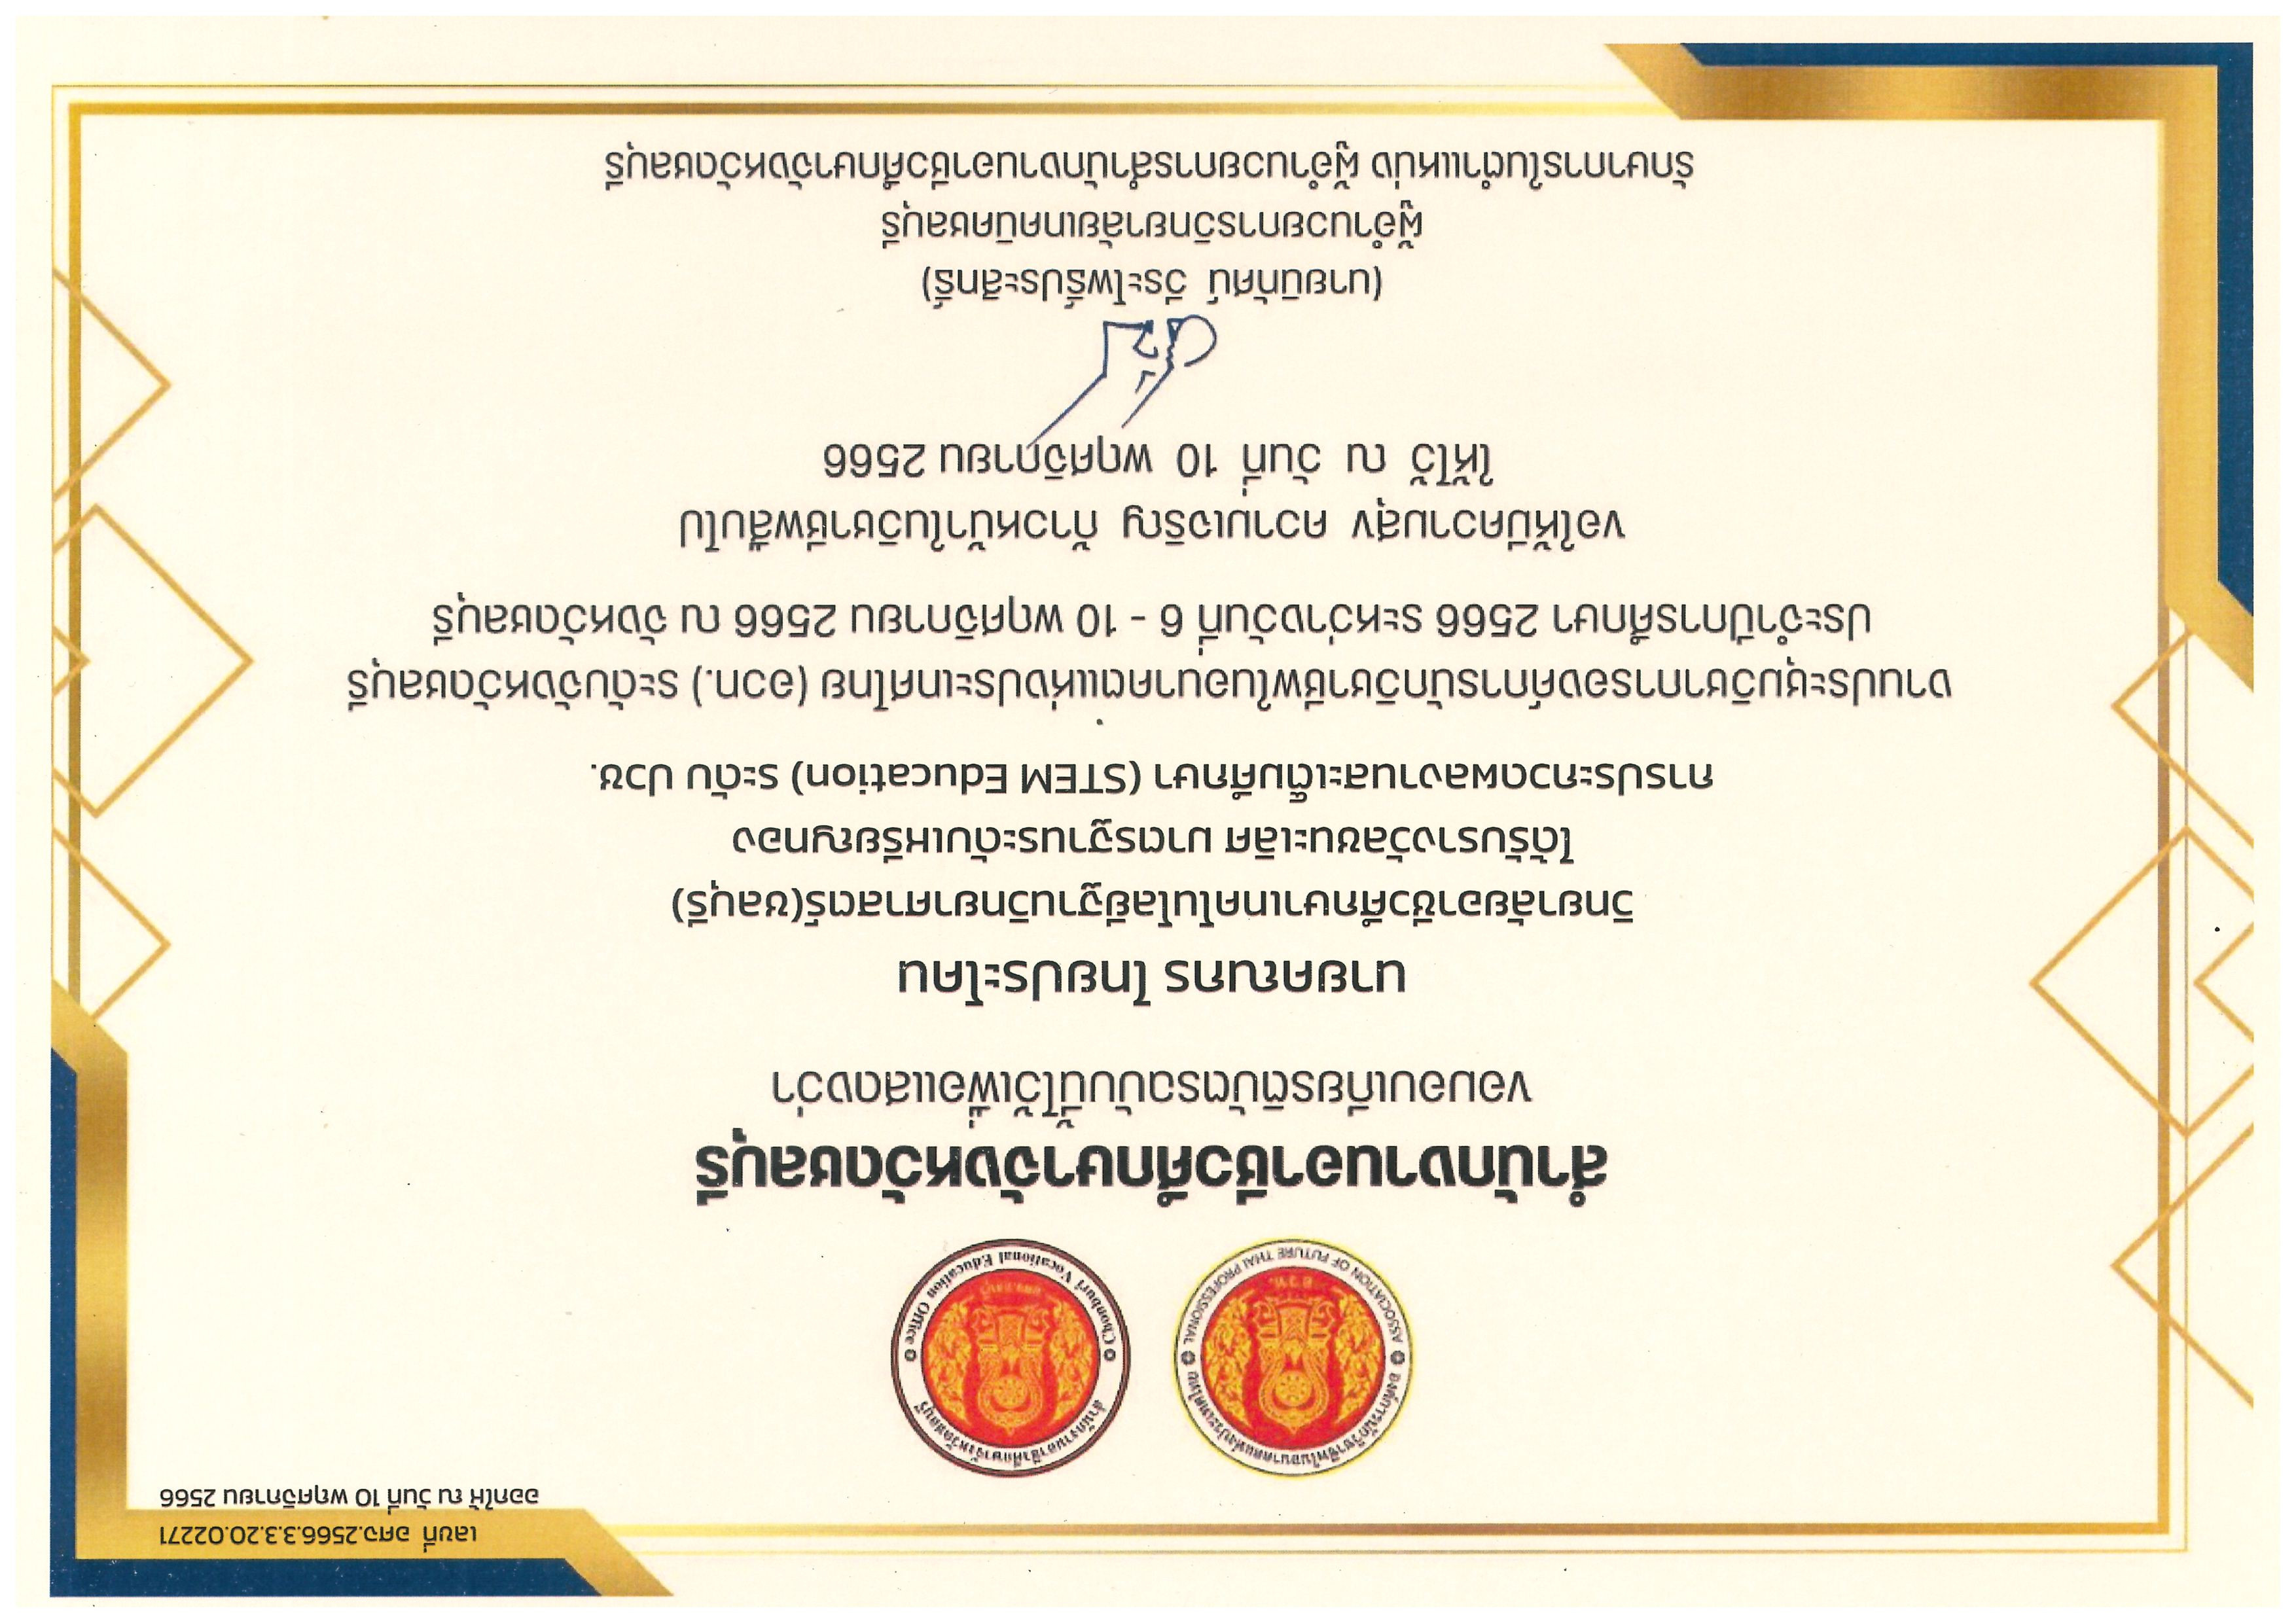 เลขที่ อศจ.2566.3.3.20.02271
ออกให้ ณ วันที่ 10 พฤศจิกายน 2566
องค์การนักวิชาชีพในอนาคตแห่งประเทศไทย
อวท.
ASSOCIATION OF FUTURE THAI PROFESSIONAL
สำนักงานอาชีวศึกษาจังหวัดชลบุรี
Chonburi Vocational Education Office
สำนักงานอาชีวศึกษาจังหวัดชลบุรี
ขอมอบเกียรติบัตรฉบับนี้ไว้เพื่อแสดงว่า
นายคณกร ไทยประโคน
วิทยาลัยอาชีวศึกษาเทคโนโลยีฐานวิทยาศาสตร์(ชลบุรี)
ได้รับรางวัลชนะเลิศ มาตรฐานระดับเหรียญทอง
การประกวดผลงานสะเต็มศึกษา (STEM Education) ระดับ ปวช.
งานประชุมวิชาการองค์การนักวิชาชีพในอนาคตแห่งประเทศไทย (อวท.) ระดับจังหวัดชลบุรี
ประจำปีการศึกษา 2566 ระหว่างวันที่ 6 - 10 พฤศจิกายน 2566 ณ จังหวัดชลบุรี
ขอให้มีความสุข ความเจริญ ก้าวหน้าในวิชาชีพสืบไป
ให้ไว้ ณ วันที่ 10 พฤศจิกายน 2566
(นายนิทัศน์ วีระโพธิ์ประสิทธิ์)
ผู้อำนวยการวิทยาลัยเทคนิคชลบุรี
รักษาการในตำแหน่ง ผู้อำนวยการสำนักงานอาชีวศึกษาจังหวัดชลบุรี